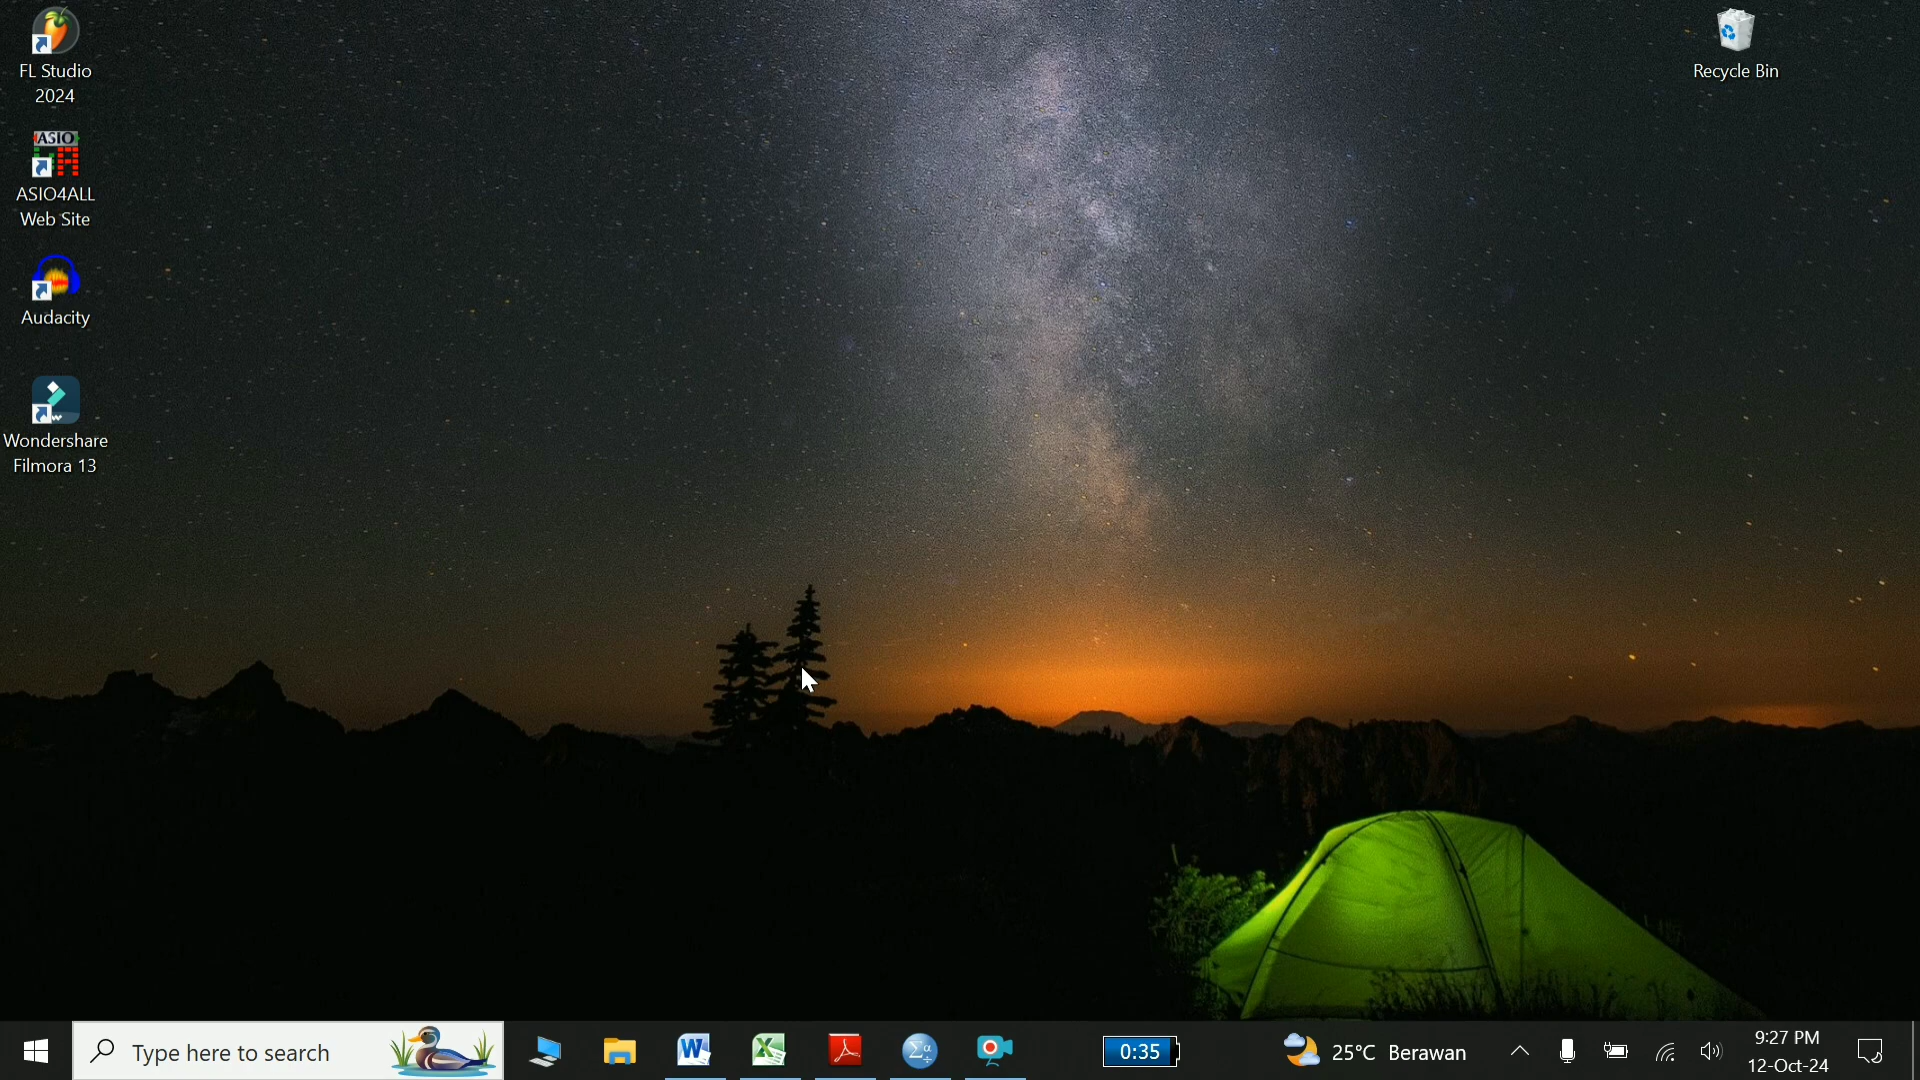 FL Studio
2024
ASIO
ASIO4ALL
Web Site
Audacity
Wondershare
Filmora 13
Recycle Bin
Type here to search
0:35
25°C Berawan
9:27 PM
12-Oct-24